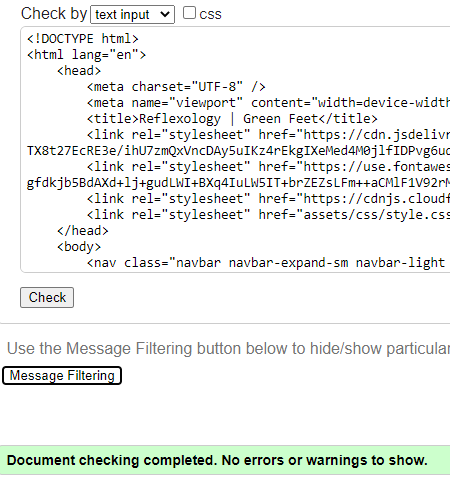 Check by text input css
<!DOCTYPE html>
<html lang="en">
<head>
<meta charset="UTF-8" />
<meta name="viewport" content="width=device-width
<title>Reflexology | Green Feet</title>
<link rel="stylesheet" href="https://cdn.jsdelivr
TX8t27EcRE3e/ihU7zmQxVncDAy5uIKz4rEkgIXeMed4M0jlfIDPvg6uq
<link rel="stylesheet" href="https://use.fontawes
gfdkjb5BdAXd+lj+gudLWI+BXq4IuLW5IT+brZEZsLFm++aCMlF1V92rM
<link rel="stylesheet" href="https://cdnjs.cloudf
<link rel="stylesheet" href="assets/css/style.css
</head>
<body>
<nav class="navbar navbar-expand-sm navbar-light
Check
Use the Message Filtering button below to hide/show particular
Message Filtering
Document checking completed. No errors or warnings to show.